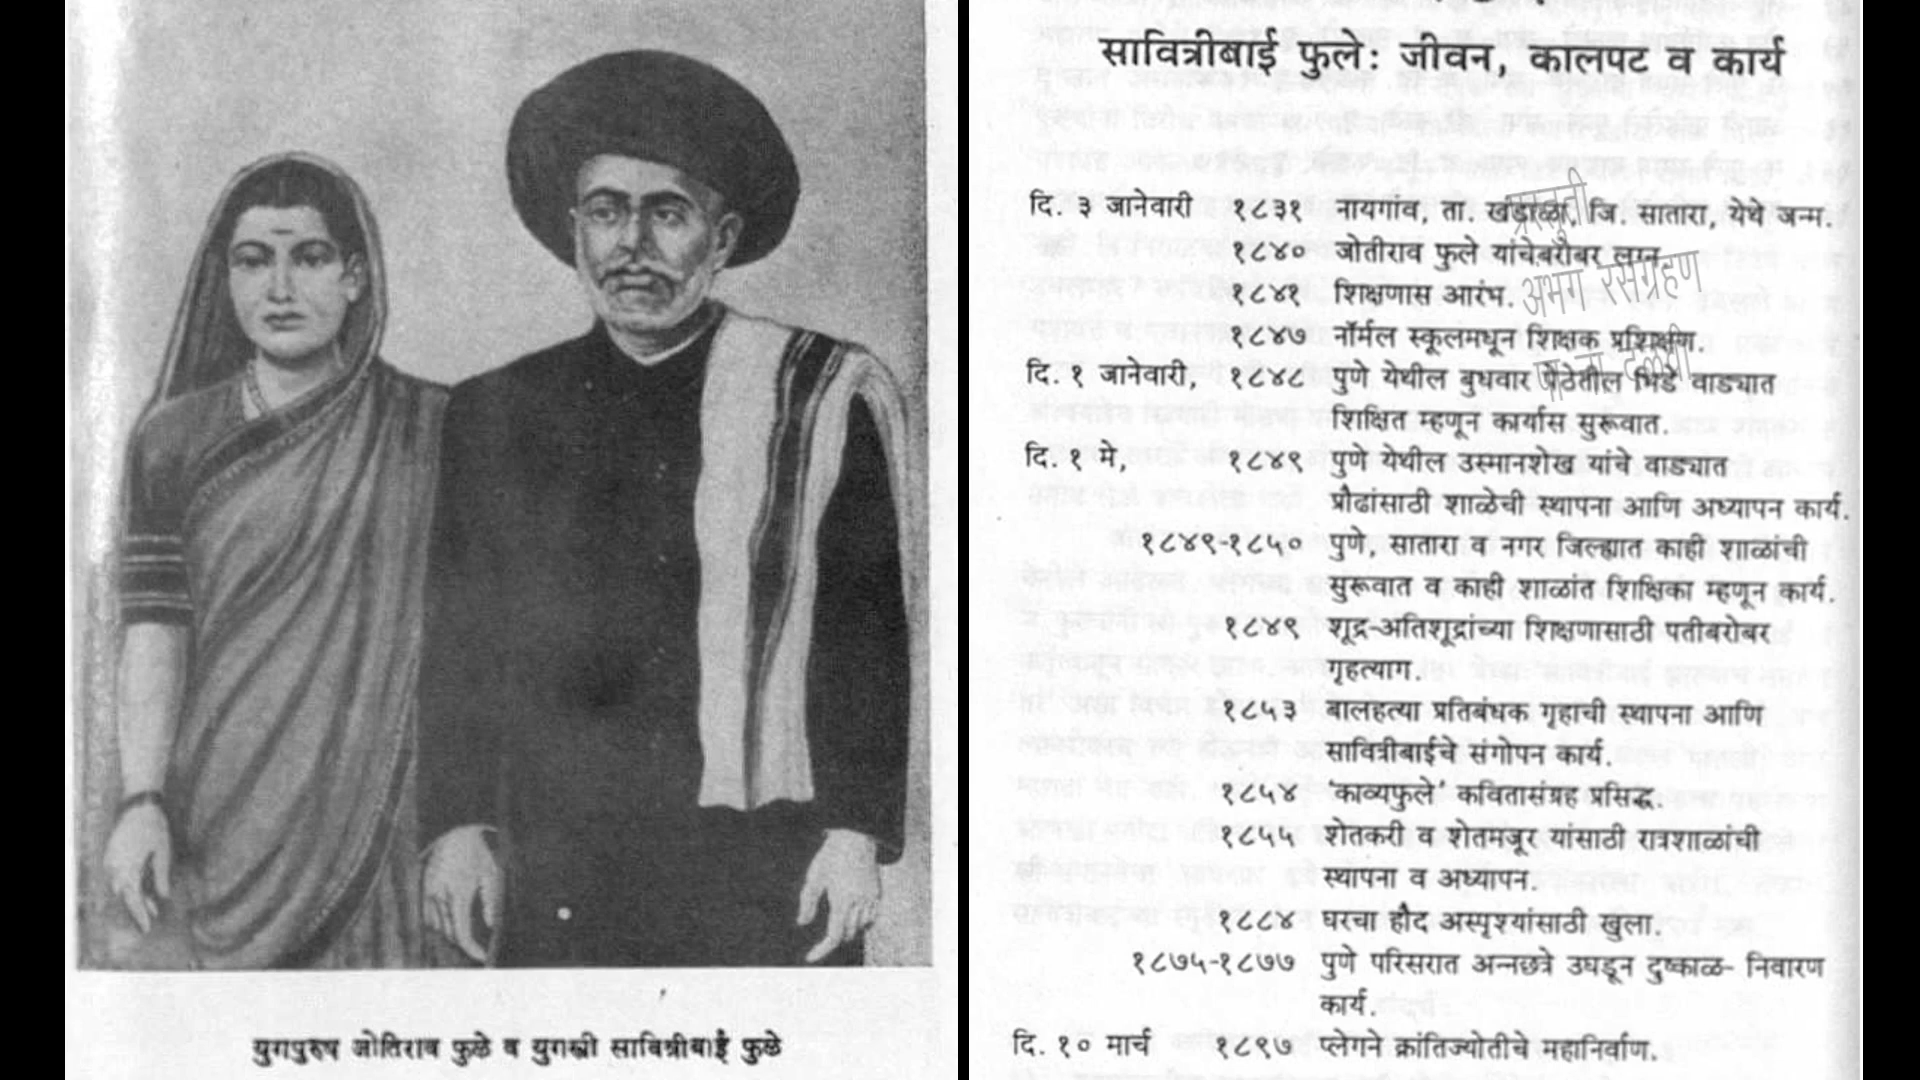 युगपुरुष जोतिराव फुळे व युगस्त्री सावित्रीबाई फुळे
सावित्रीबाई फुले: जीवन, कालपट व कार्य
दि. ३ जानेवारी १८३१ नायगांव, ता. खंडाळा, जि. सातारा, येथे जन्म.
१८४० जोतीराव फुले यांचेबरोबर लग्न
१८४१ शिक्षणास आरंभ.
१८४७ नॉर्मल स्कूलमधून शिक्षक प्रशिक्षण.
दि. १ जानेवारी, १८४८ पुणे येथील बुधवार पेठेतील भिडे वाड्यात
शिक्षित म्हणून कार्यास सुरूवात.
दि. १ मे, १८४९ पुणे येथील उस्मानशेख यांचे वाड्यात
प्रौढांसाठी शाळेची स्थापना आणि अध्यापन कार्य.
१८४९-१८५० पुणे, सातारा व नगर जिल्ह्यात काही शाळांची
सुरूवात व काही शाळांत शिक्षिका म्हणून कार्य.
१८४९ शूद्र-अतिशूद्रांच्या शिक्षणासाठी पतीबरोबर
गृहत्याग.
१८५३ बालहत्या प्रतिबंधक गृहाची स्थापना आणि
सावित्रीबाईचे संगोपन कार्य.
१८५४ 'काव्यफुले' कवितासंग्रह प्रसिद्ध.
१८५५ शेतकरी व शेतमजूर यांसाठी रात्रशाळांची
स्थापना व अध्यापन.
१८८४ घरचा हौद अस्पृश्यांसाठी खुला.
१८७५-१८७७ पुणे परिसरात अन्नछत्रे उघडून दुष्काळ- निवारण
कार्य.
दि. १० मार्च १८९७ प्लेगने क्रांतिज्योतीचे महानिर्वाण.
अभंग रसग्रहण